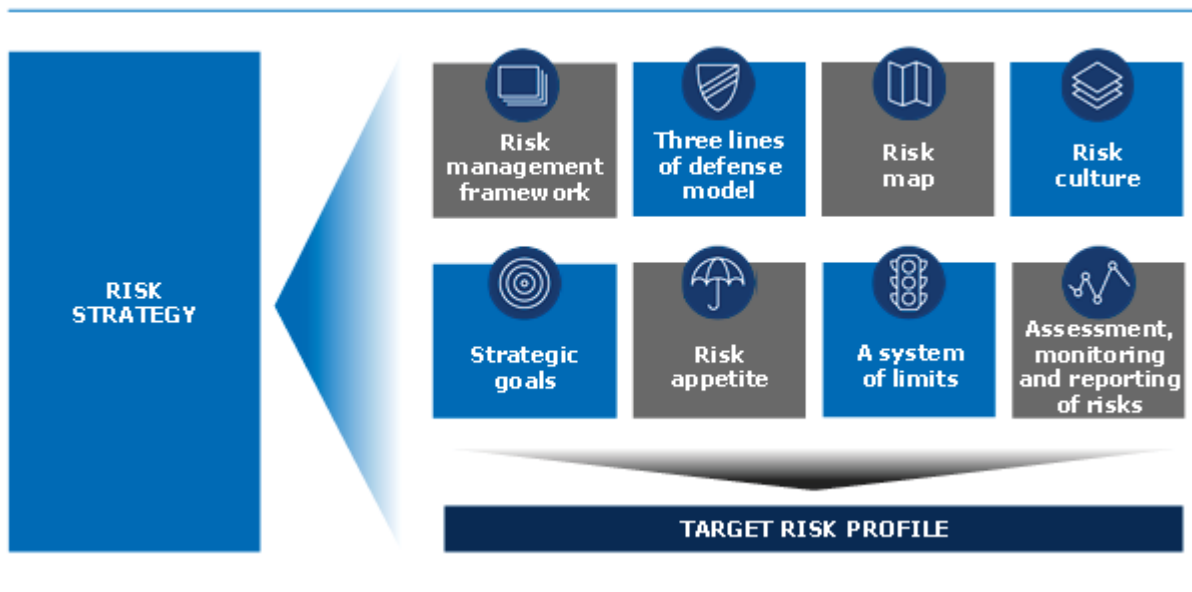 RISK
STRATEGY
Risk
management
framework
Three lines
of defense
model
Risk
map
Risk
culture
Strategic
goals
Risk
appetite
A system
of limits
Assessment,
monitoring
and reporting
of risks
TARGET RISK PROFILE